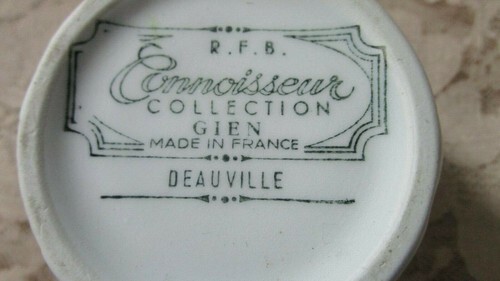 R.F.B.
Connoisseur
COLLECTION
GIEN
MADE IN FRANCE
DEAUVILLE